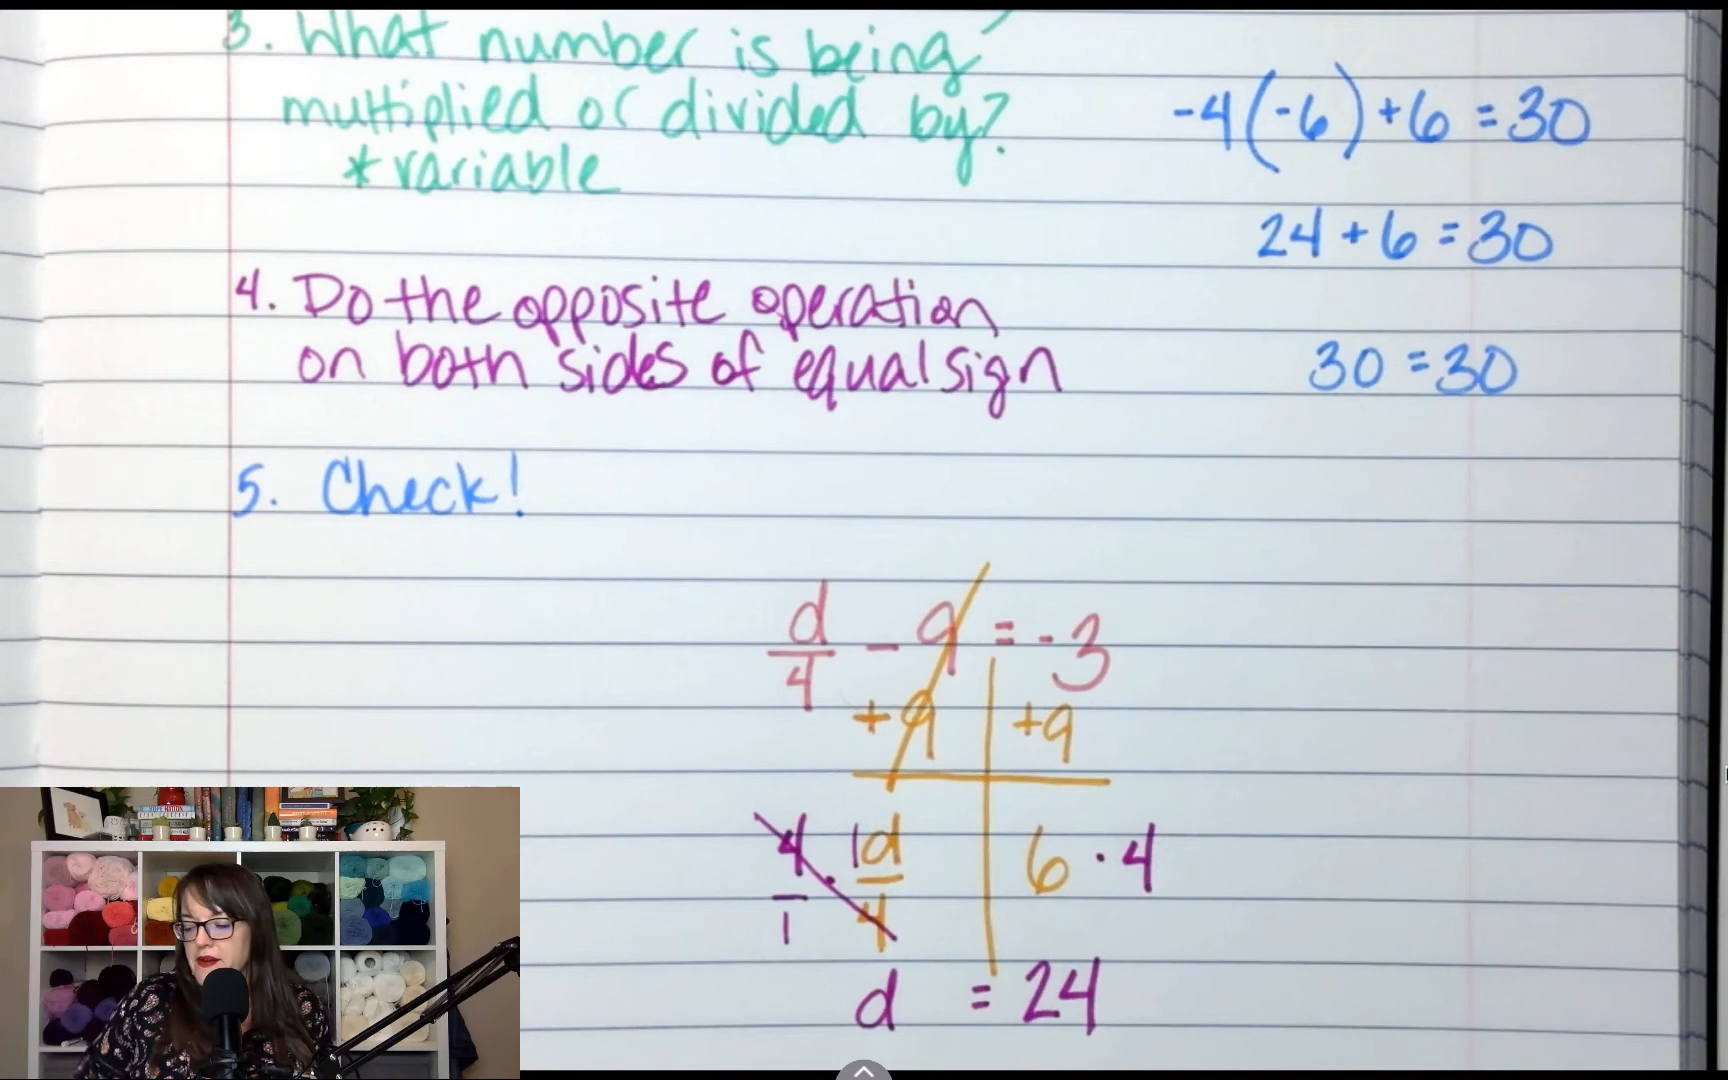 3. What number is being
multiplied or divided by?
* variable
4. Do the opposite operation
on both sides of equal sign
5. Check!
-4(-6)+6 = 30
24 + 6 = 30
30 = 30
d/4 - 9 = -3
+9 +9
4/1 · 1d/4 6 · 4
d = 24